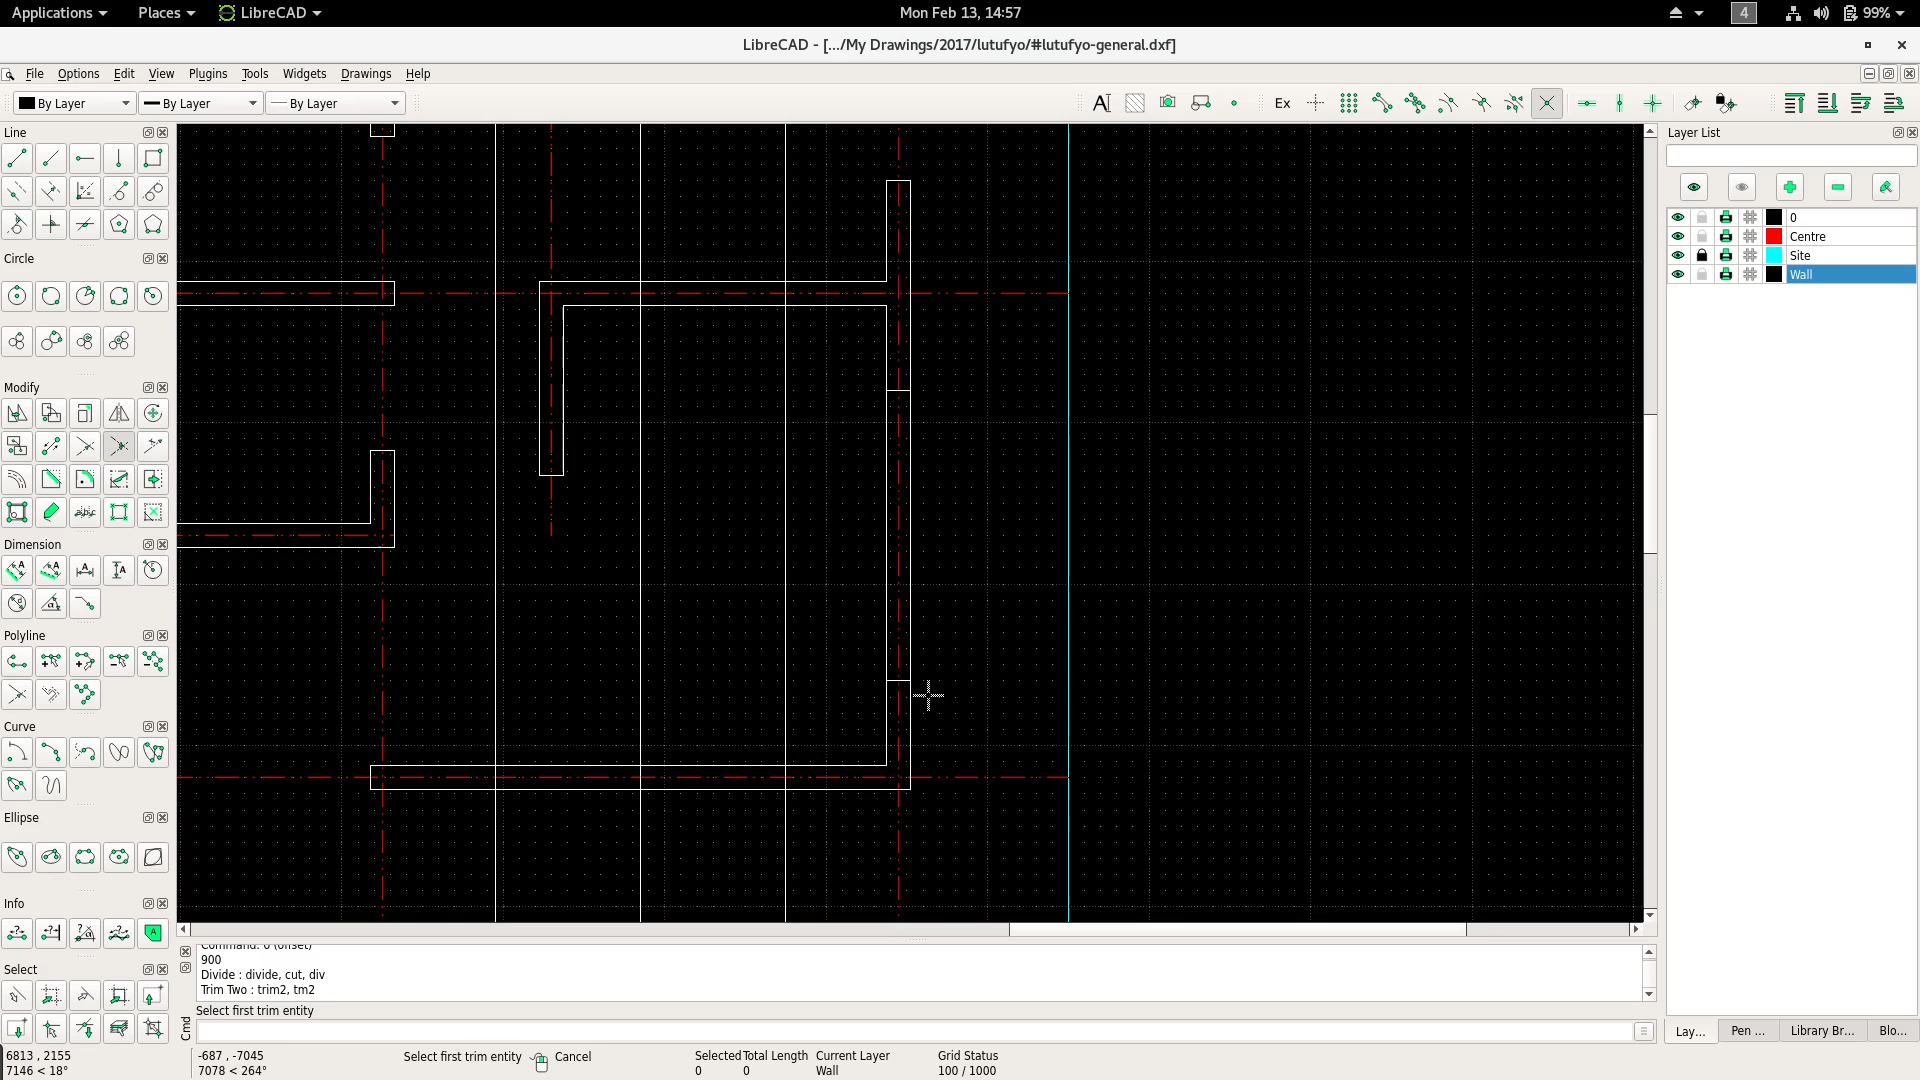 Applications Places LibreCAD Mon Feb 13, 14:57 4 99%
LibreCAD - [.../My Drawings/2017/lutufyo/#lutufyo-general.dxf]
File Options Edit View Plugins Tools Widgets Drawings Help
By Layer By Layer By Layer Ex
Line
Circle
Modify
Dimension
Polyline
Curve
Ellipse
Info
Select
Layer List
0
Centre
Site
Wall
Command: o (offset)
900
Divide : divide, cut, div
Trim Two : trim2, tm2
Select first trim entity
Cmd
Lay... Pen ... Library Br... Blo...
6813 , 2155 -687 , -7045 Select first trim entity Cancel Selected Total Length Current Layer Grid Status
7146 < 18° 7078 < 264° 0 0 Wall 100 / 1000